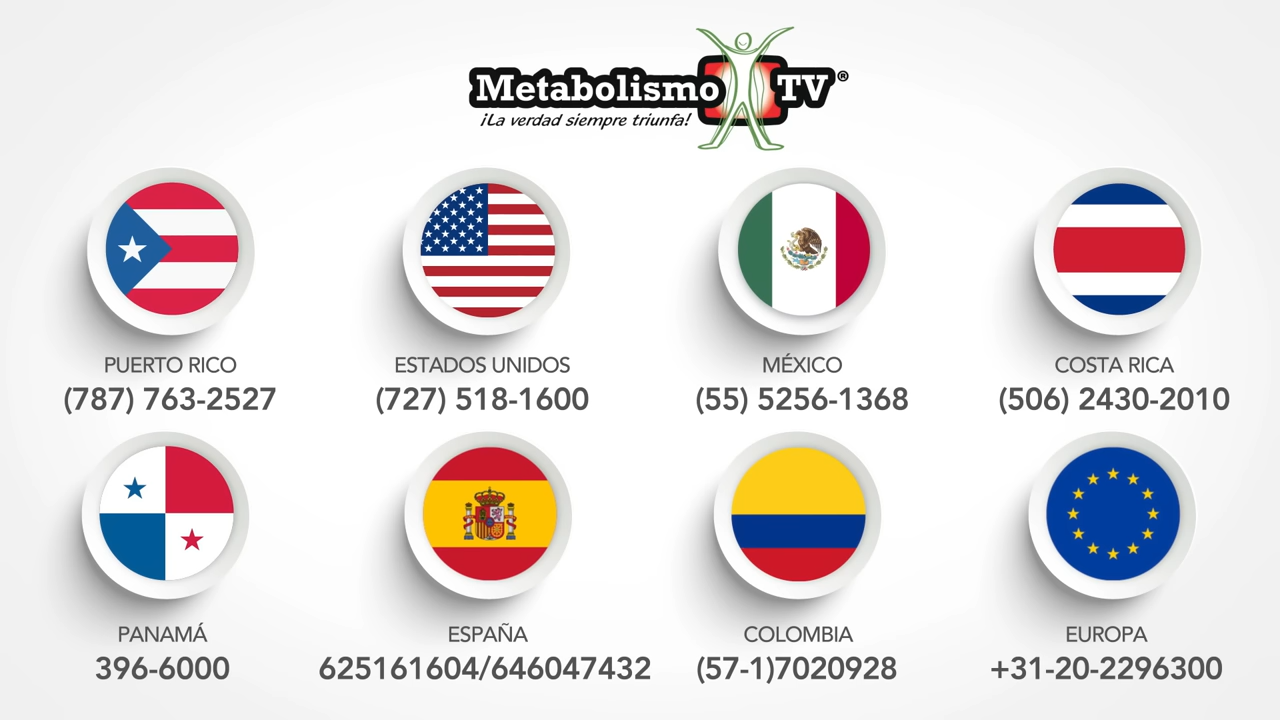 Metabolismo TV®
¡La verdad siempre triunfa!
PUERTO RICO
(787) 763-2527
ESTADOS UNIDOS
(727) 518-1600
MÉXICO
(55) 5256-1368
COSTA RICA
(506) 2430-2010
PANAMÁ
396-6000
ESPAÑA
625161604/646047432
COLOMBIA
(57-1)7020928
EUROPA
+31-20-2296300